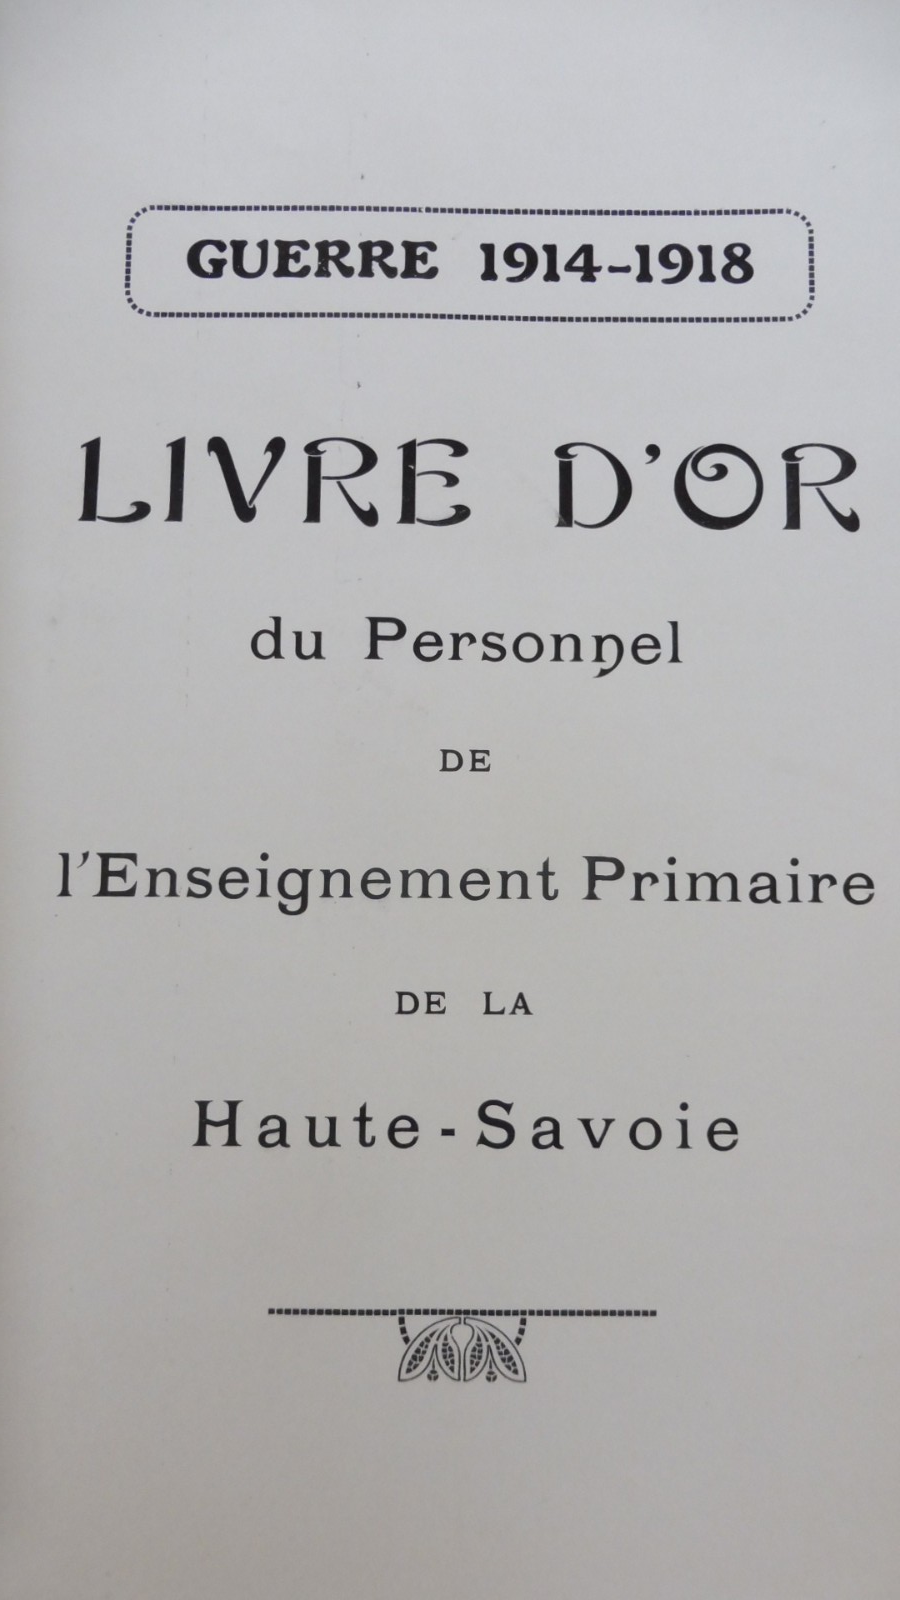 GUERRE 1914-1918
LIVRE D'OR
du Personnel
DE
l'Enseignement Primaire
DE LA
Haute-Savoie